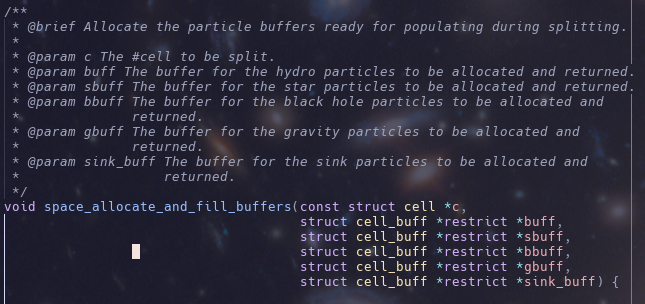 /**
 * @brief Allocate the particle buffers ready for populating during splitting.
 *
 * @param c The #cell to be split.
 * @param buff The buffer for the hydro particles to be allocated and returned.
 * @param sbuff The buffer for the star particles to be allocated and returned.
 * @param bbuff The buffer for the black hole particles to be allocated and
 *              returned.
 * @param gbuff The buffer for the gravity particles to be allocated and
 *              returned.
 * @param sink_buff The buffer for the sink particles to be allocated and
 *                  returned.
 */
void space_allocate_and_fill_buffers(const struct cell *c,
                                     struct cell_buff *restrict *buff,
                                     struct cell_buff *restrict *sbuff,
                                     struct cell_buff *restrict *bbuff,
                                     struct cell_buff *restrict *gbuff,
                                     struct cell_buff *restrict *sink_buff) {